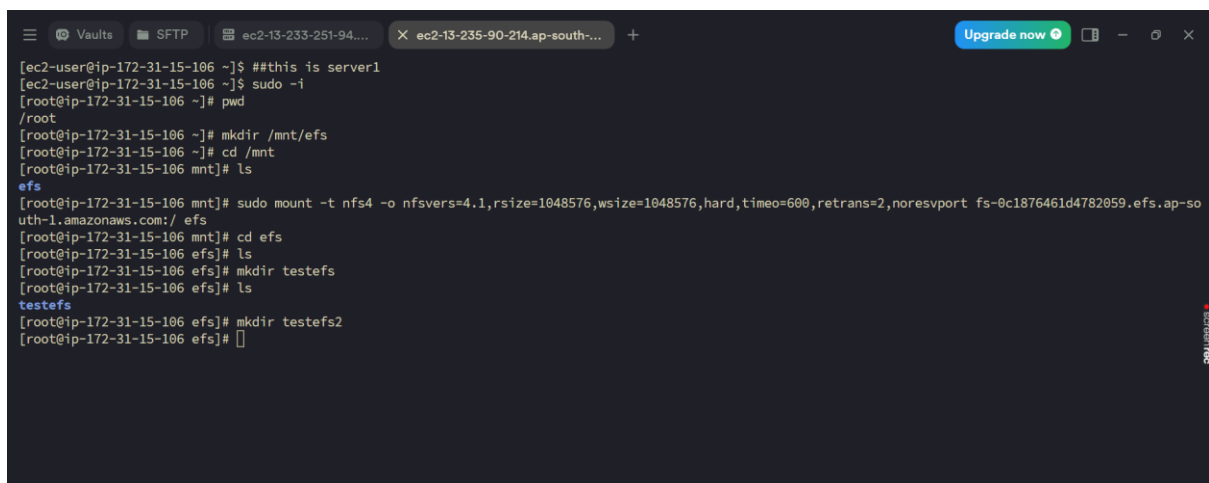 Vaults SFTP ec2-13-233-251-94.... X ec2-13-235-90-214.ap-south-... + Upgrade now
[ec2-user@ip-172-31-15-106 ~]$ ##this is server1
[ec2-user@ip-172-31-15-106 ~]$ sudo -i
[root@ip-172-31-15-106 ~]# pwd
/root
[root@ip-172-31-15-106 ~]# mkdir /mnt/efs
[root@ip-172-31-15-106 ~]# cd /mnt
[root@ip-172-31-15-106 mnt]# ls
efs
[root@ip-172-31-15-106 mnt]# sudo mount -t nfs4 -o nfsvers=4.1,rsize=1048576,wsize=1048576,hard,timeo=600,retrans=2,noresvport fs-0c1876461d4782059.efs.ap-so
uth-1.amazonaws.com:/ efs
[root@ip-172-31-15-106 mnt]# cd efs
[root@ip-172-31-15-106 efs]# ls
[root@ip-172-31-15-106 efs]# mkdir testefs
[root@ip-172-31-15-106 efs]# ls
testefs
[root@ip-172-31-15-106 efs]# mkdir testefs2
[root@ip-172-31-15-106 efs]#
screenrec